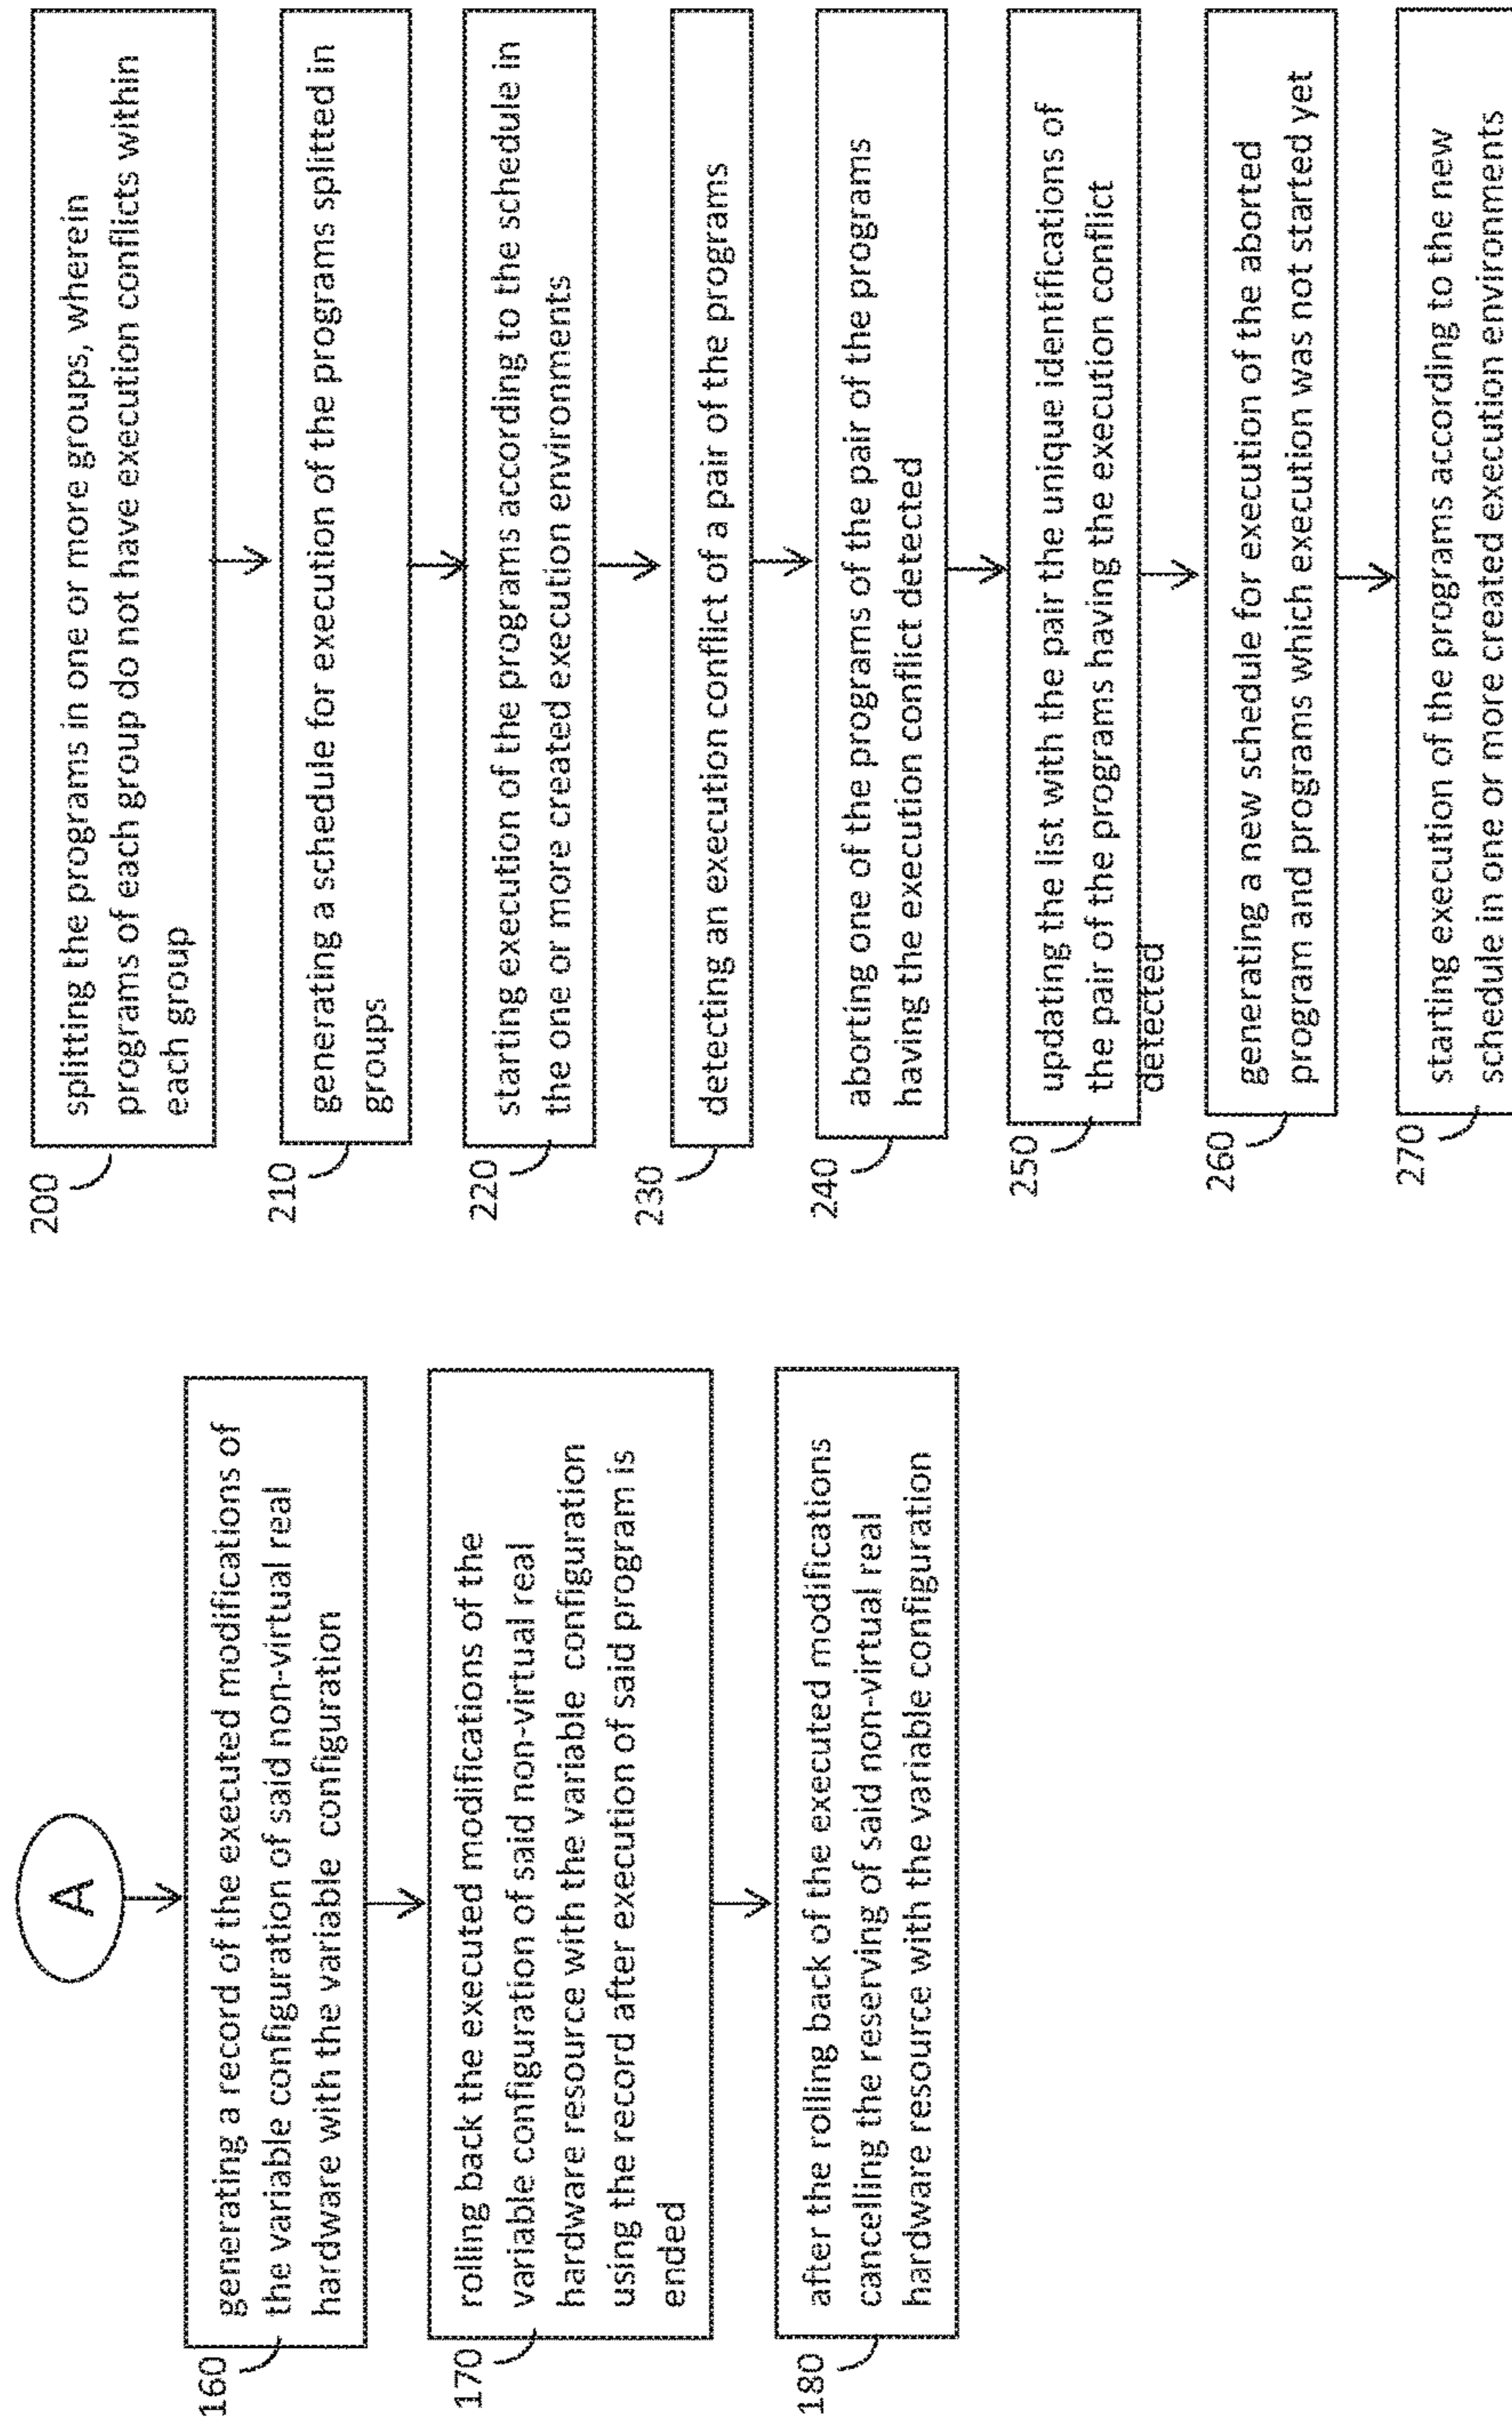 A
160
generating a record of the executed modifications of
the variable configuration of said non-virtual real
hardware with the variable configuration
170
rolling back the executed modifications of the
variable configuration of said non-virtual real
hardware resource with the variable configuration
using the record after execution of said program is
ended
180
after the rolling back of the executed modifications
cancelling the reserving of said non-virtual real
hardware resource with the variable configuration
200
splitting the programs in one or more groups, wherein
programs of each group do not have execution conflicts within
each group
210
generating a schedule for execution of the programs splitted in
groups
220
starting execution of the programs according to the schedule in
the one or more created execution environments
230
detecting an execution conflict of a pair of the programs
240
aborting one of the programs of the pair of the programs
having the execution conflict detected
250
updating the list with the pair the unique identifications of
the pair of the programs having the execution conflict
detected
260
generating a new schedule for execution of the aborted
program and programs which execution was not started yet
270
starting execution of the programs according to the new
schedule in one or more created execution environments